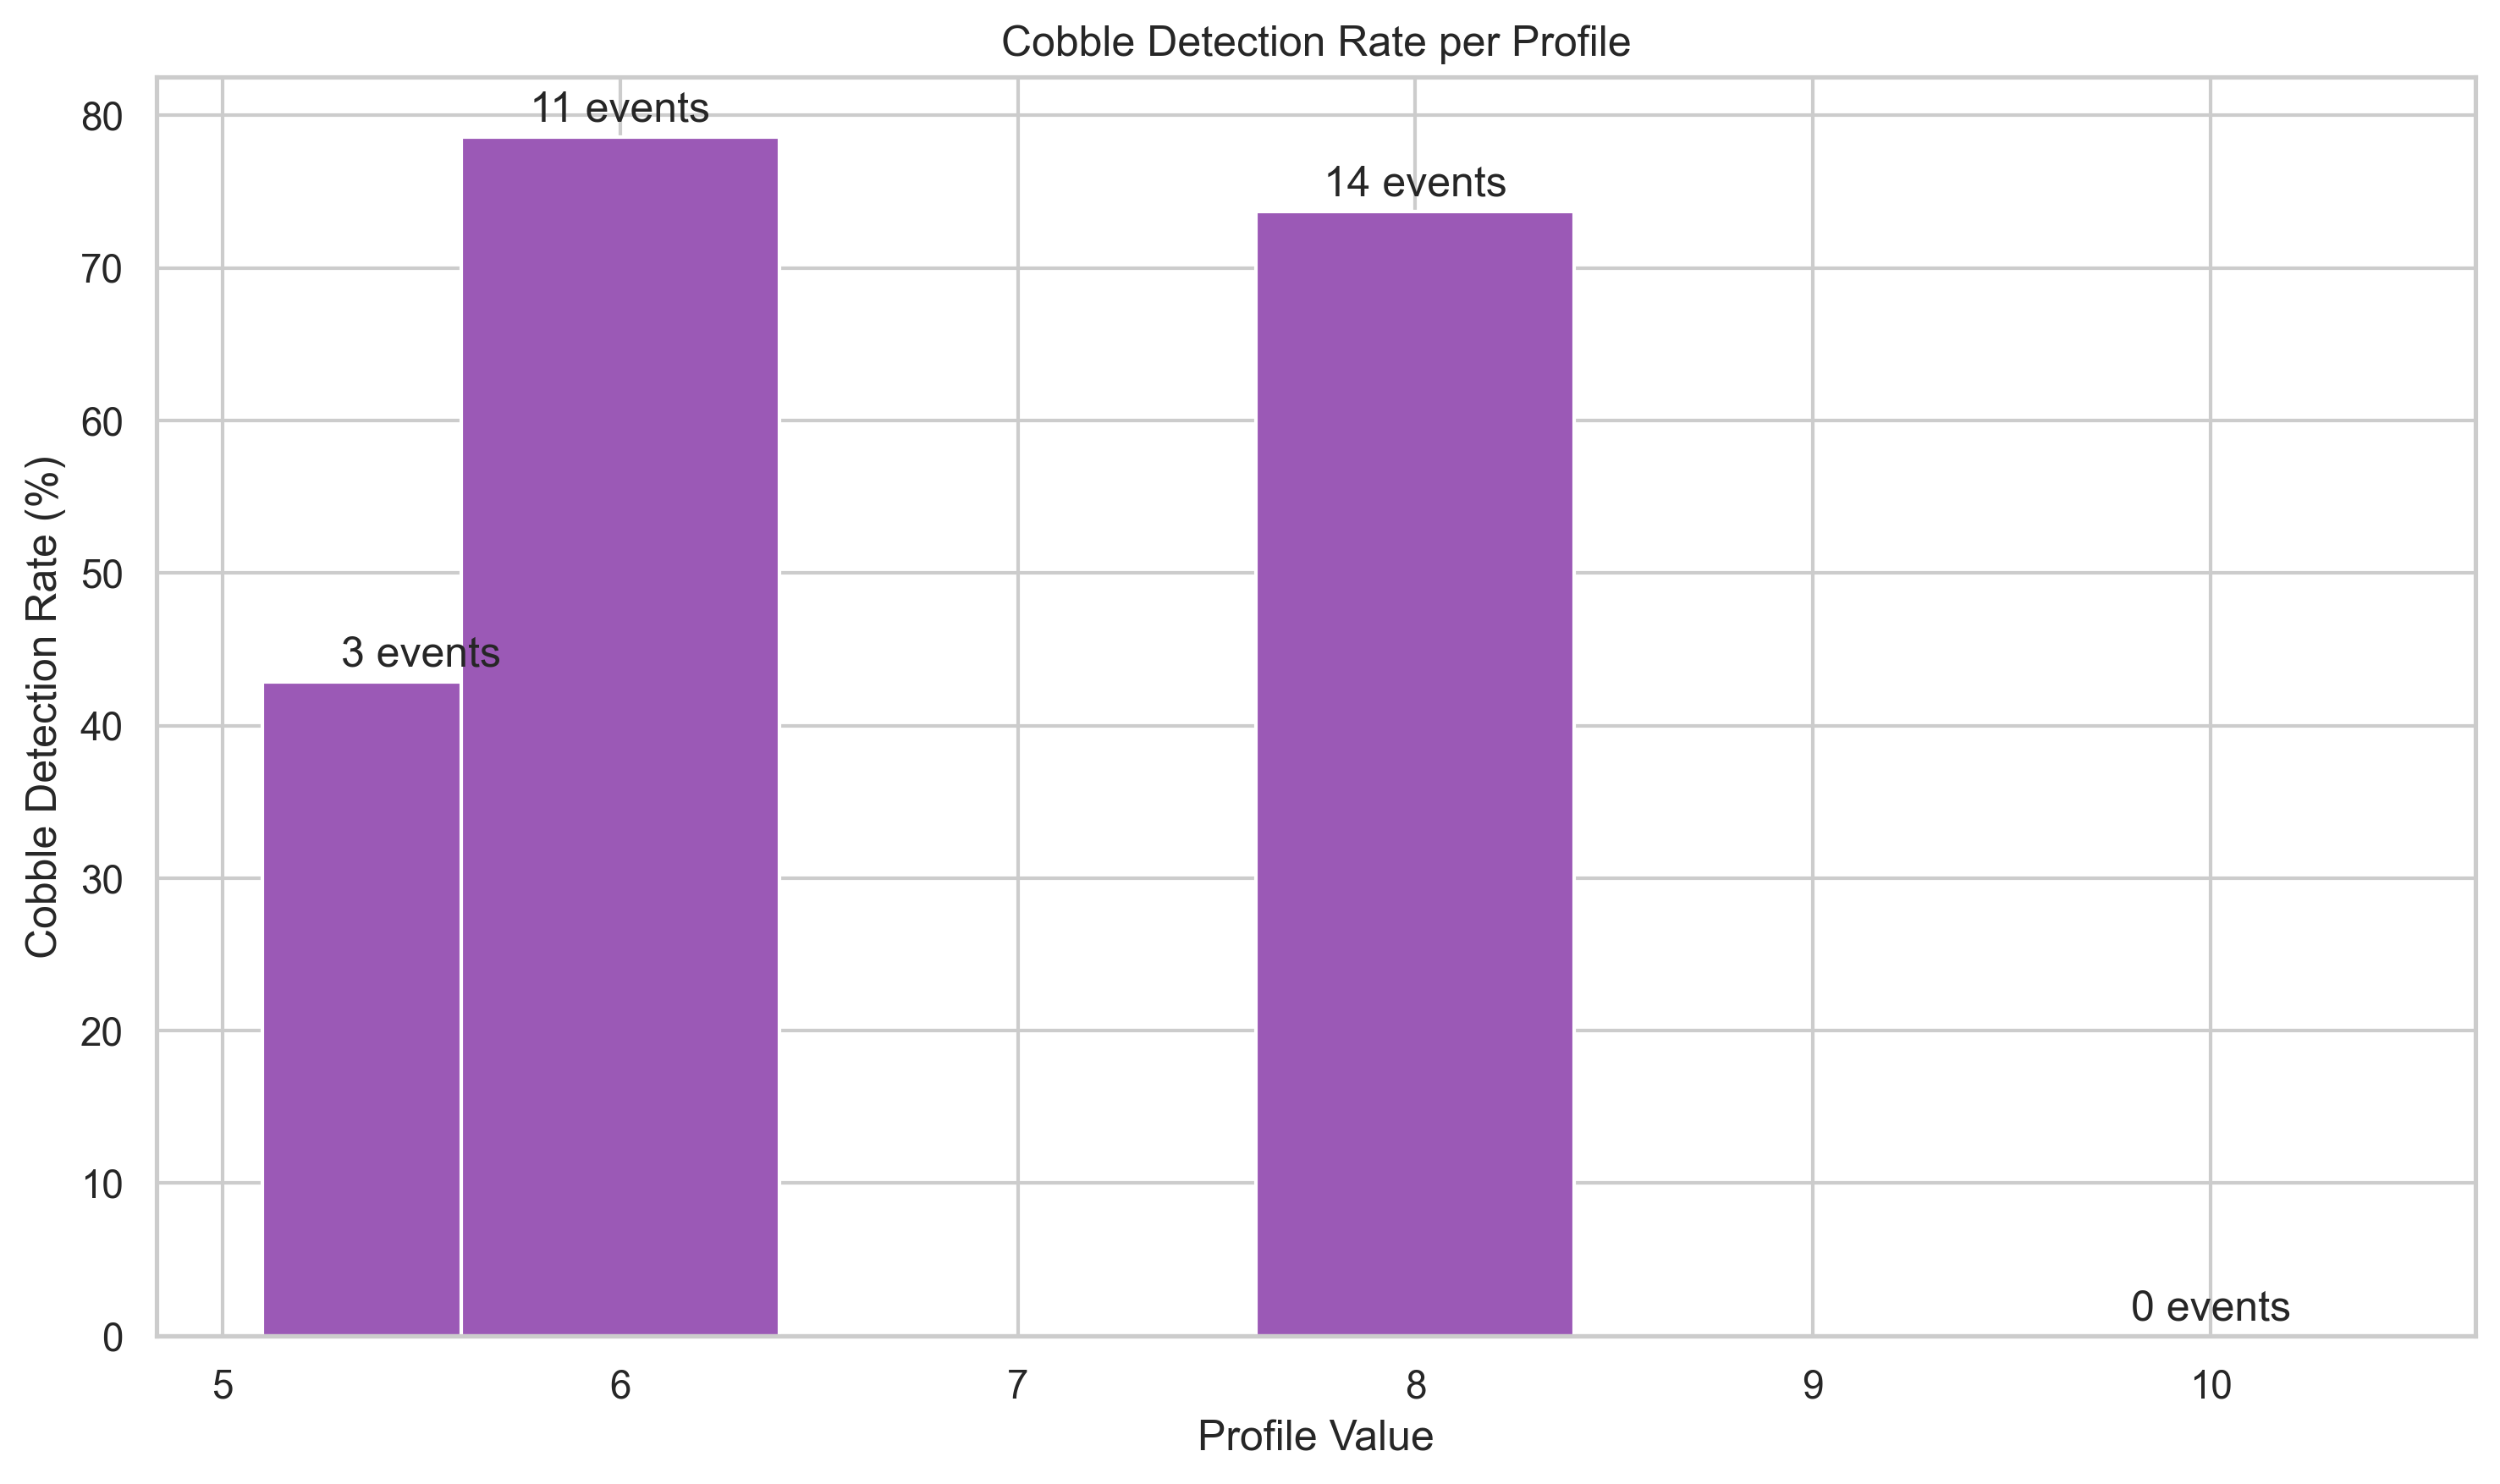 Cobble Detection Rate per Profile
Cobble Detection Rate (%)
80
70
60
50
40
30
20
10
0
11 events
14 events
3 events
0 events
5
6
7
8
9
10
Profile Value